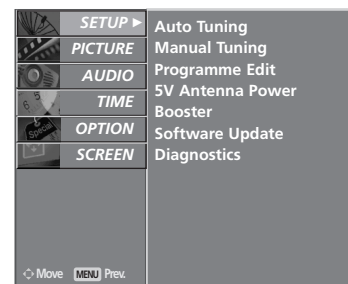 SETUP ►
PICTURE
AUDIO
TIME
OPTION
SCREEN
Auto Tuning
Manual Tuning
Programme Edit
5V Antenna Power
Booster
Software Update
Diagnostics
Move MENU Prev.